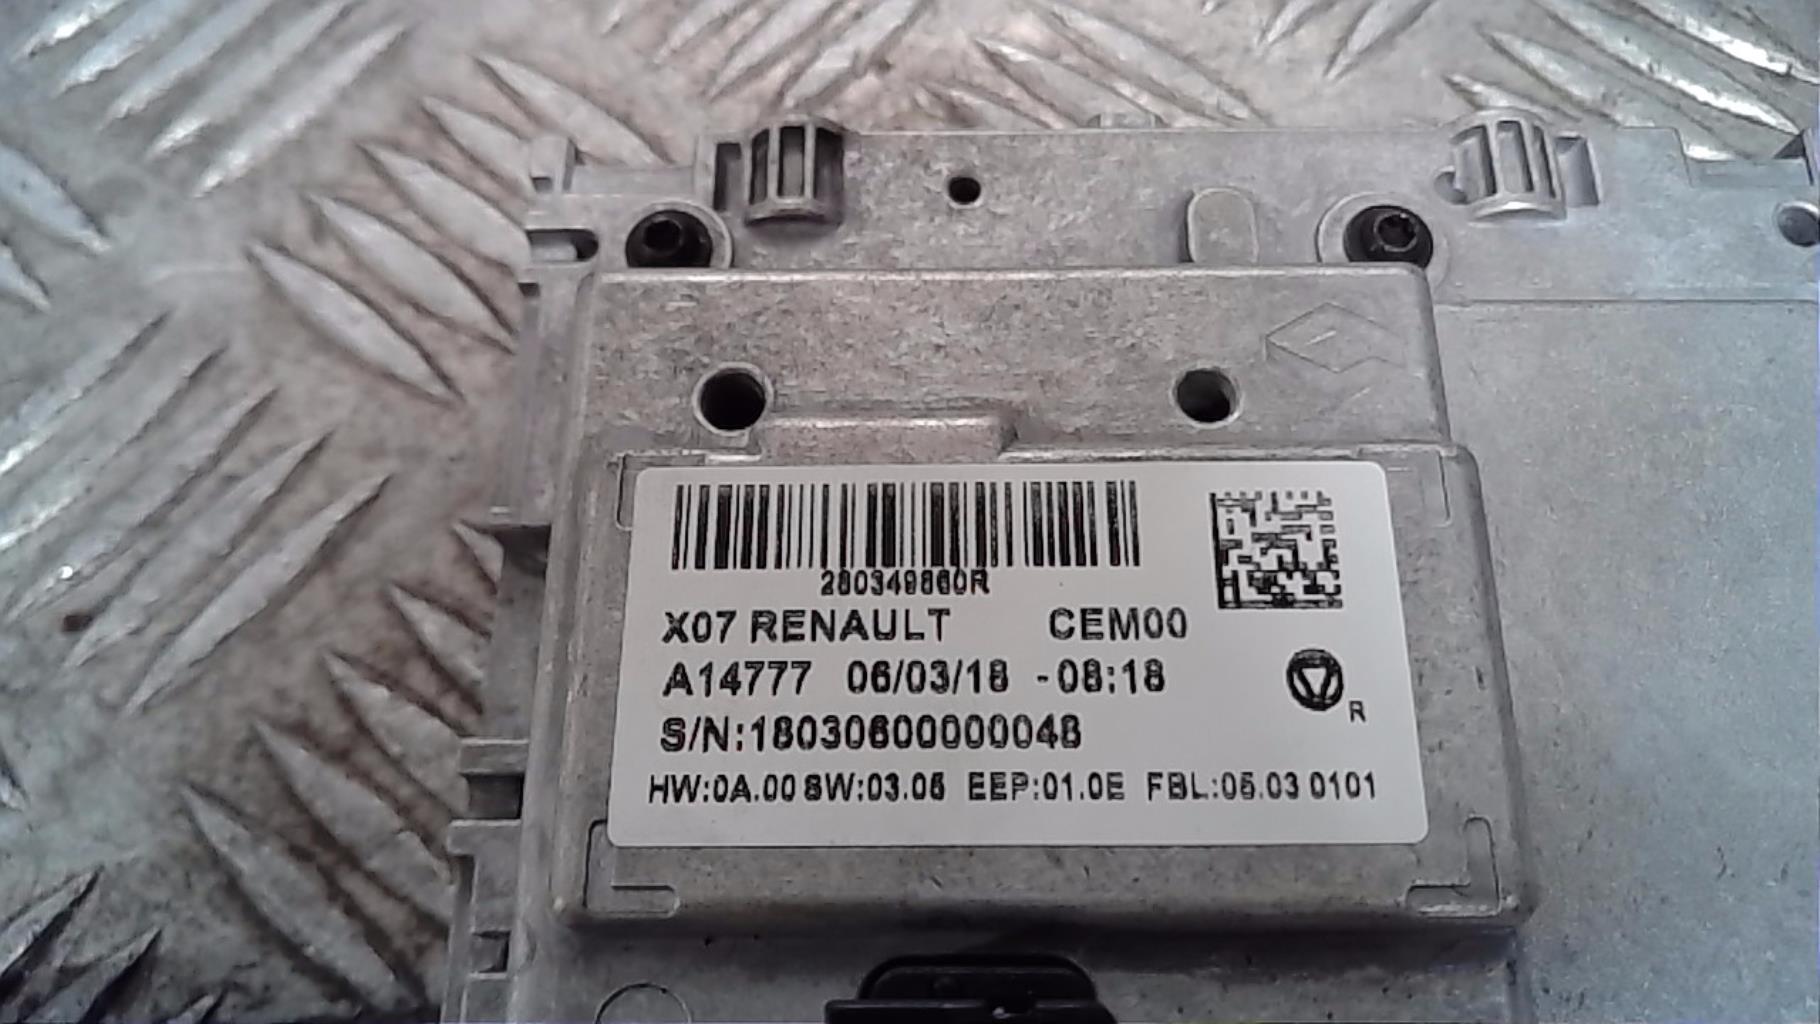 280349860R
X07 RENAULT CEM00
A14777 06/03/18 -08:18
R
S/N:18030600000048
HW:0A.00 SW:03.05 EEP:01.0E FBL:05.03 0101